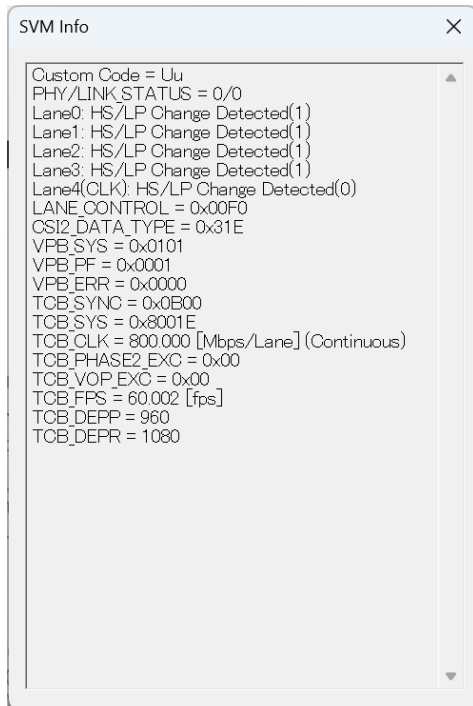 SVM Info
Custom Code = Uu
PHY/LINK_STATUS = 0/0
Lane0: HS/LP Change Detected(1)
Lane1: HS/LP Change Detected(1)
Lane2: HS/LP Change Detected(1)
Lane3: HS/LP Change Detected(1)
Lane4(CLK): HS/LP Change Detected(0)
LANE_CONTROL = 0x00F0
CSI2_DATA_TYPE = 0x31E
VPB_SYS = 0x0101
VPB_PF = 0x0001
VPB_ERR = 0x0000
TCB_SYNC = 0x0B00
TCB_SYS = 0x8001E
TCB_CLK = 800.000 [Mbps/Lane] (Continuous)
TCB_PHASE2_EXC = 0x00
TCB_VOP_EXC = 0x00
TCB_FPS = 60.002 [fps]
TCB_DEPP = 960
TCB_DEPR = 1080